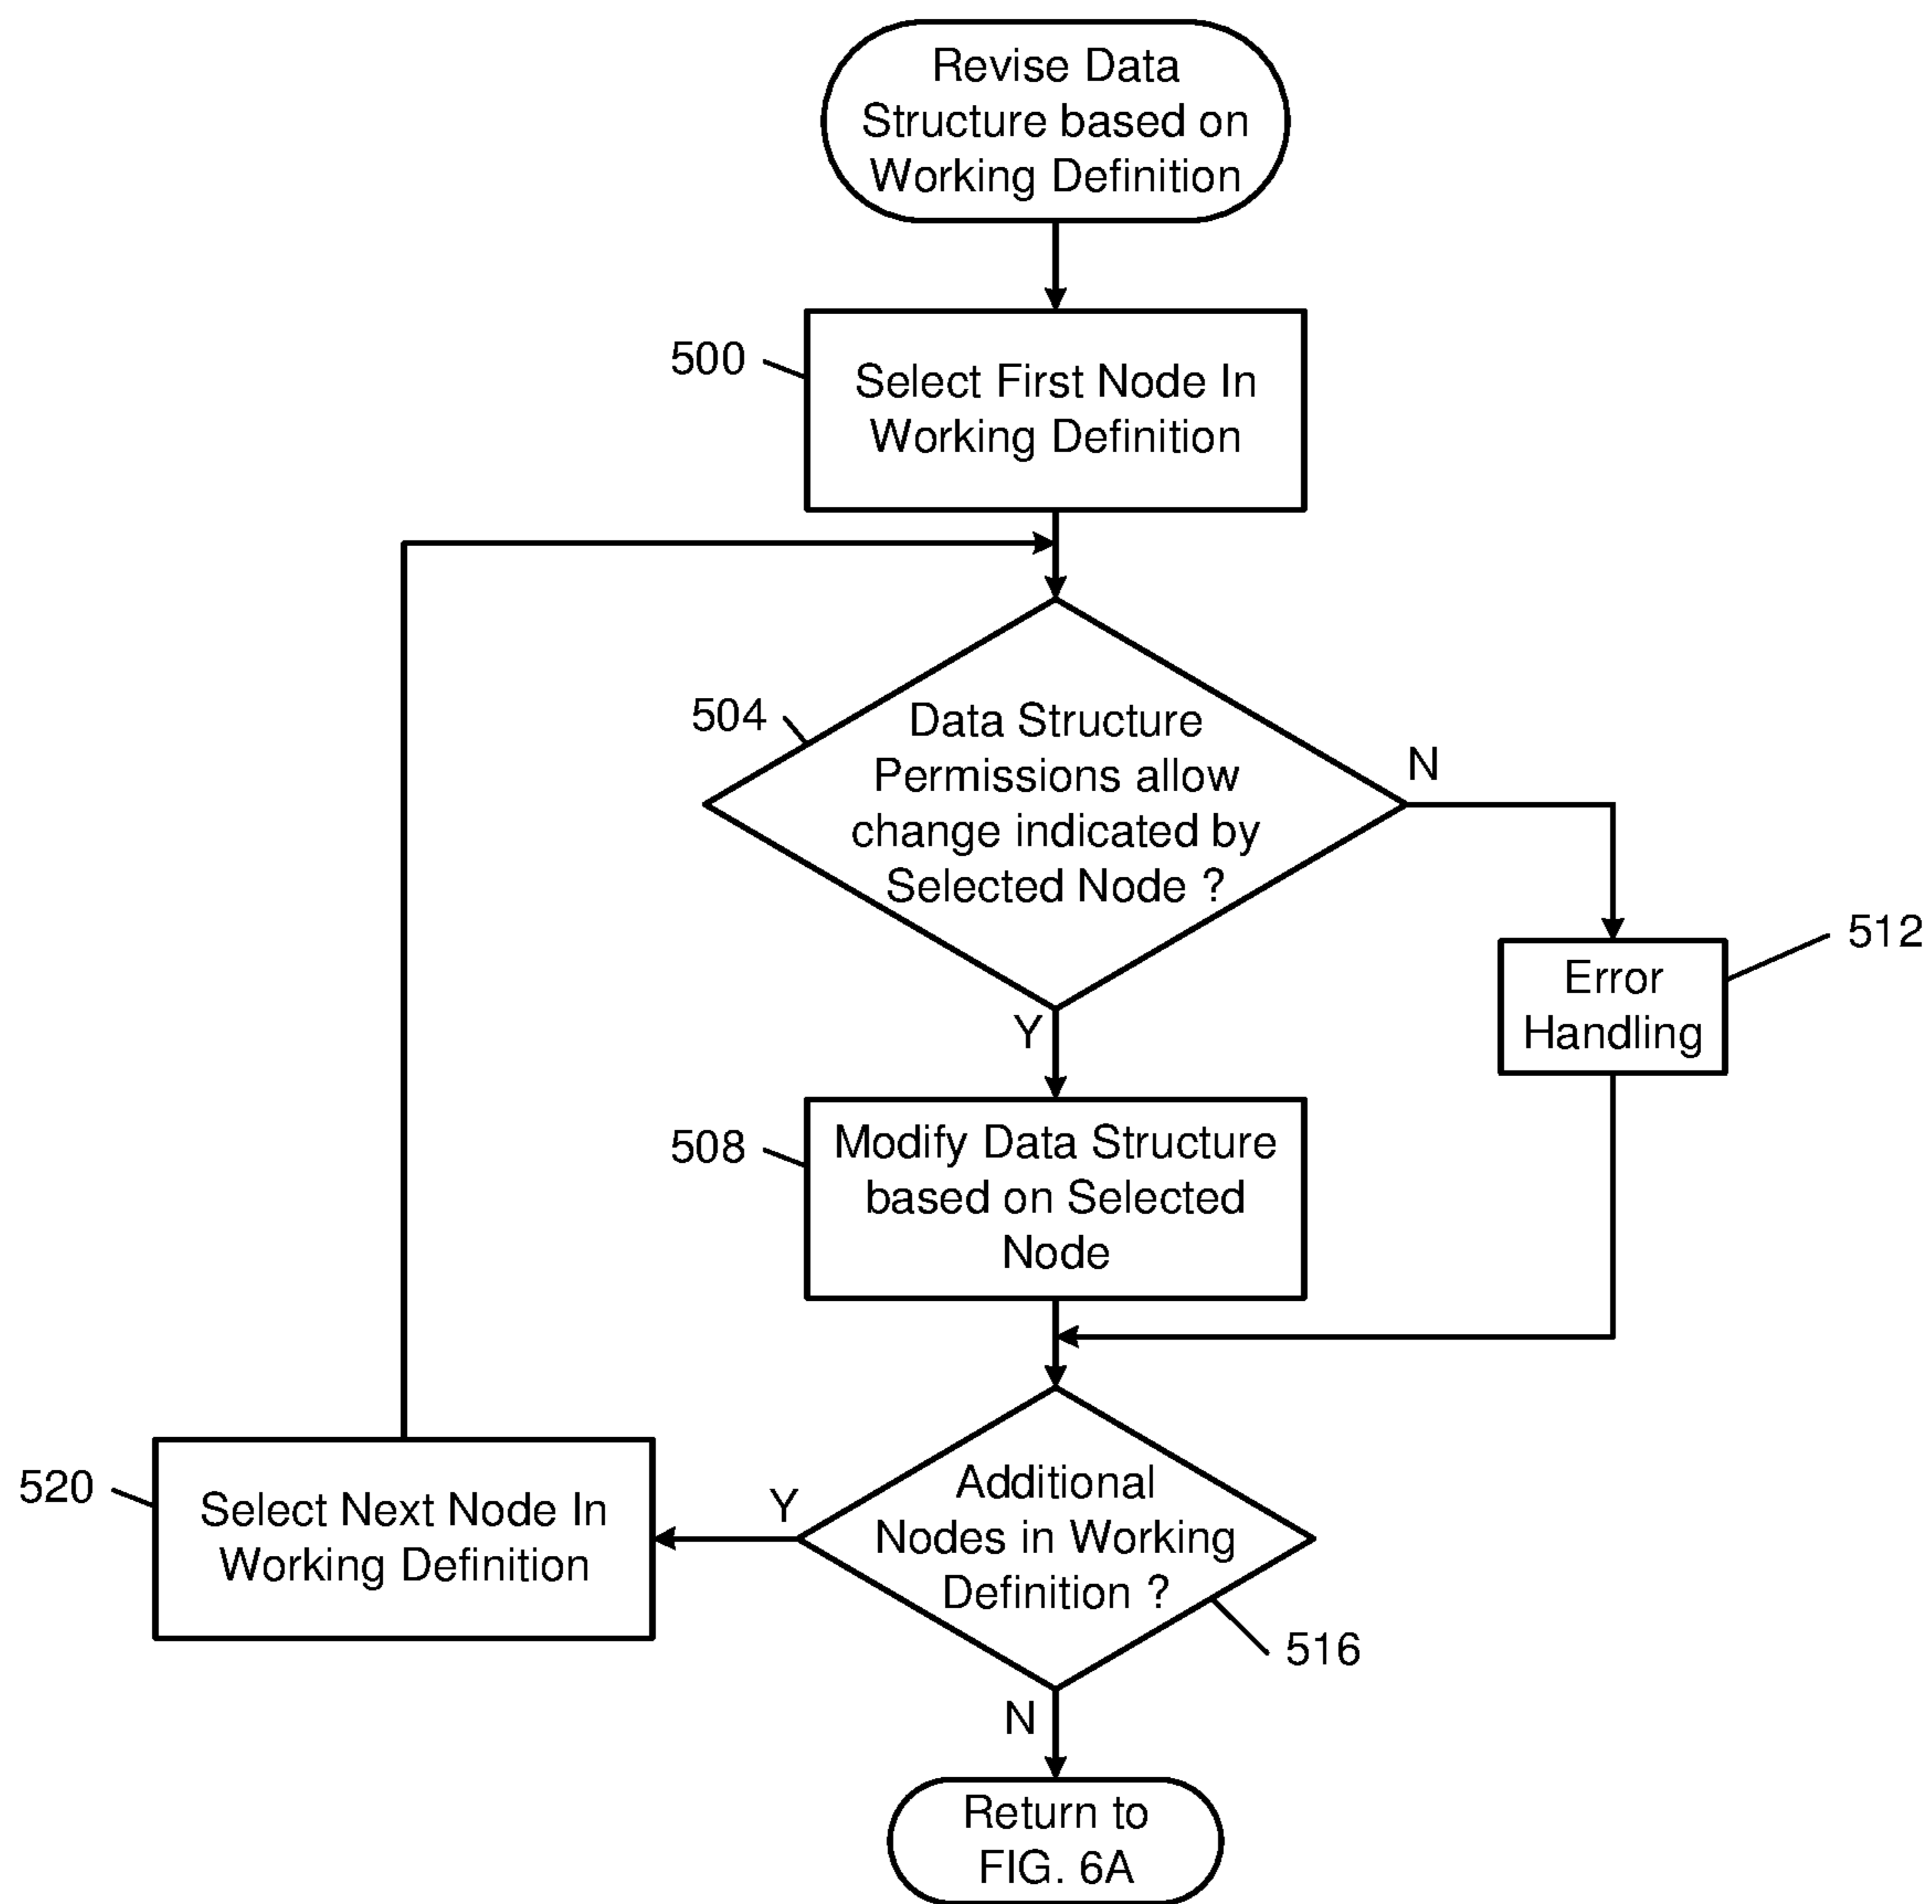 Revise Data
Structure based on
Working Definition
500
Select First Node In
Working Definition
504
Data Structure
Permissions allow
change indicated by
Selected Node ?
N
Y
512
Error
Handling
508
Modify Data Structure
based on Selected
Node
520
Select Next Node In
Working Definition
Y
Additional
Nodes in Working
Definition ?
516
N
Return to
FIG. 6A